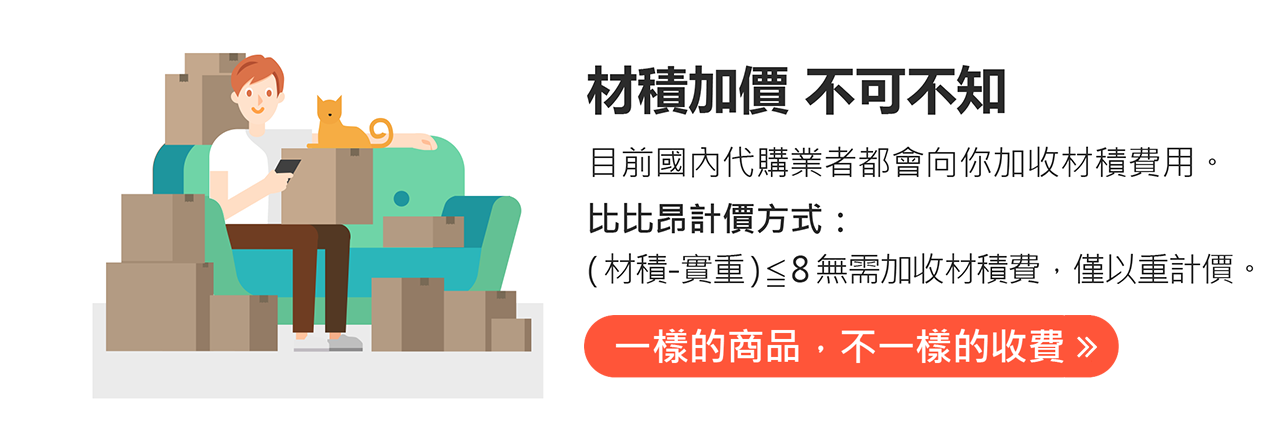 材積加價 不可不知
目前國內代購業者都會向你加收材積費用。
比比昂計價方式：
(材積-實重)≦8無需加收材積費，僅以重計價。
一樣的商品，不一樣的收費 »